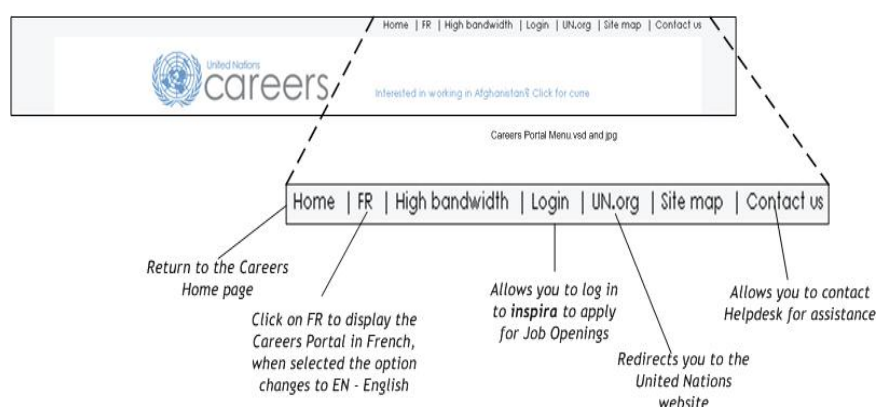 Home | FR | High bandwidth | Login | UN.org | Site map | Contact us
United Nations
careers
Interested in working in Afghanistan? Click for curre
Careers Portal Menu.vsd and jpg
Home | FR | High bandwidth | Login | UN.org | Site map | Contact us
Return to the Careers
Home page
Click on FR to display the
Careers Portal in French,
when selected the option
changes to EN - English
Allows you to log in
to inspira to apply
for Job Openings
Redirects you to the
United Nations
website
Allows you to contact
Helpdesk for assistance